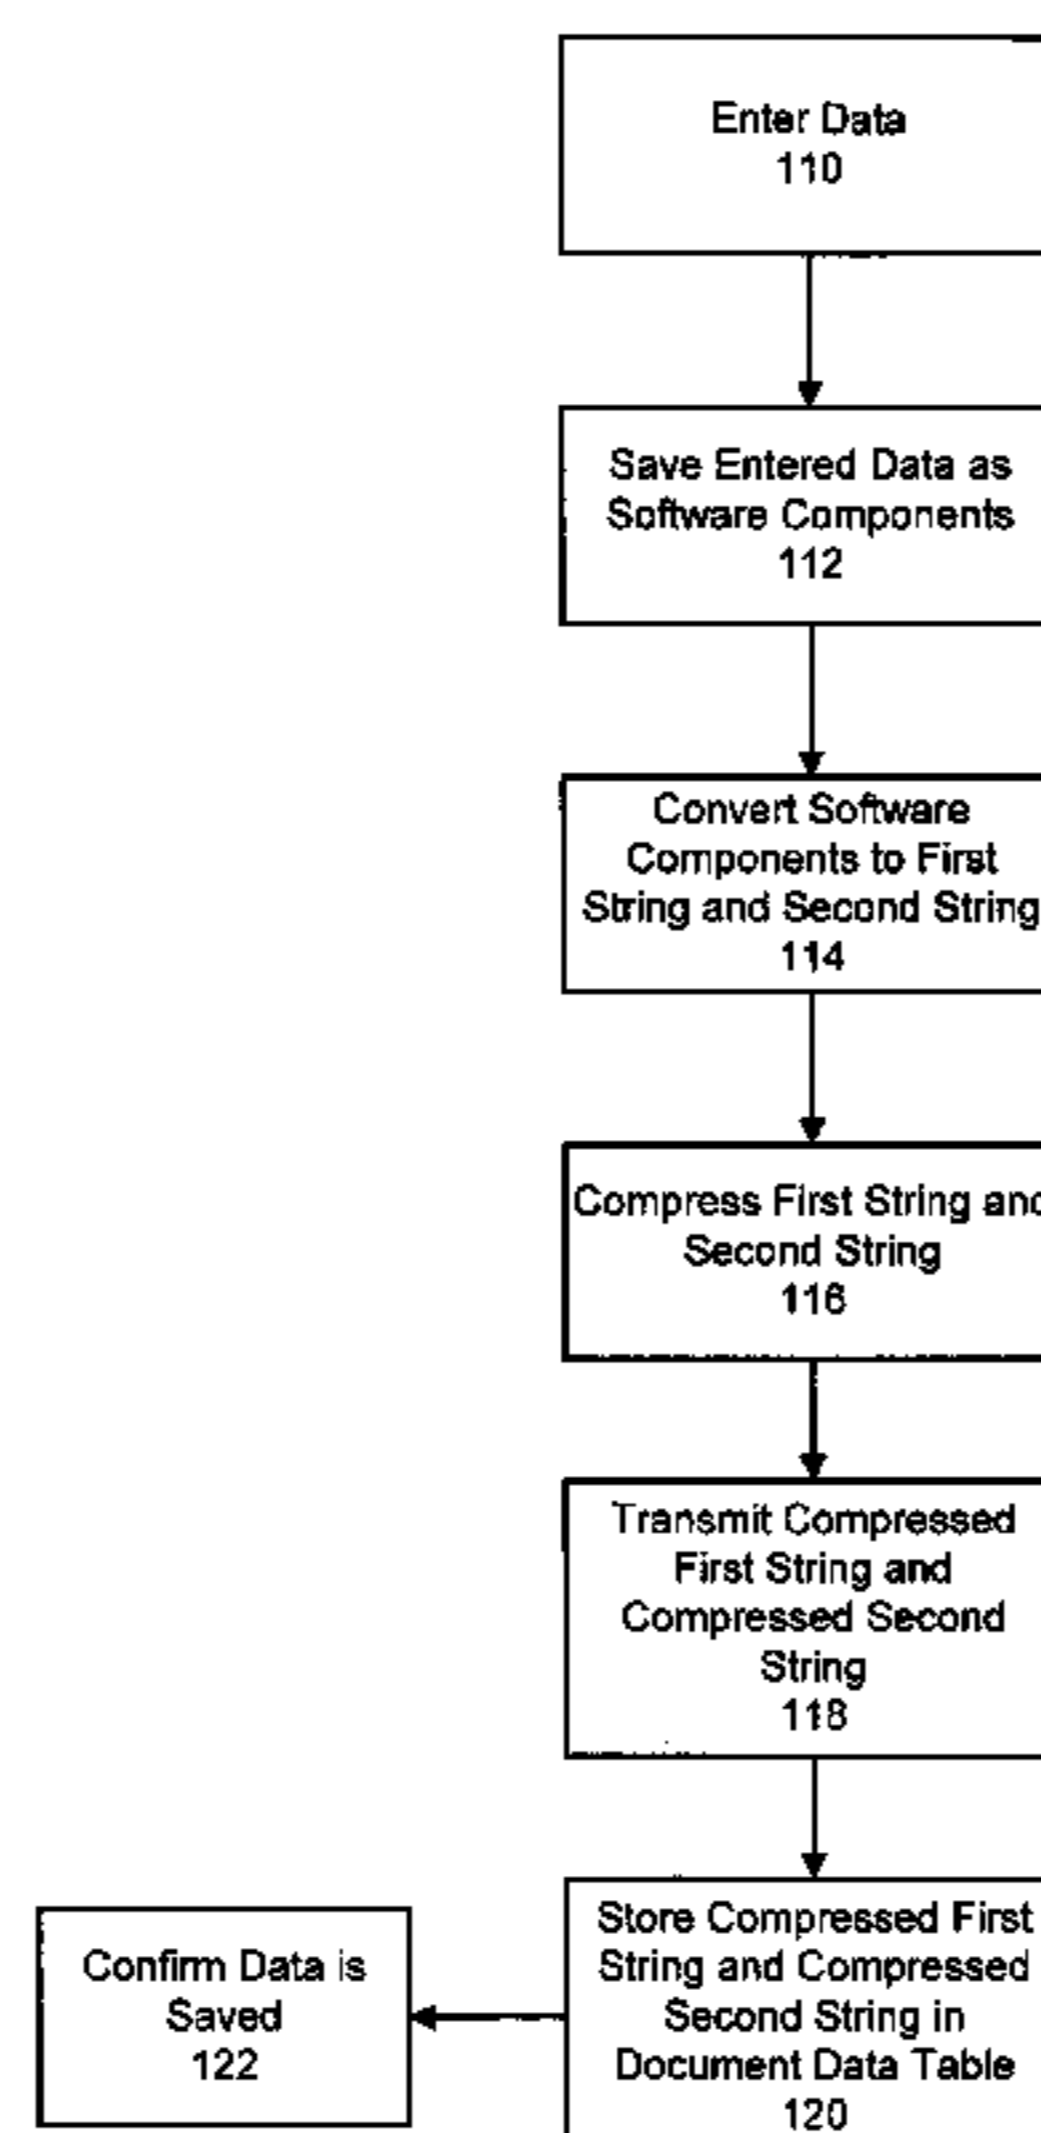 Enter Data
110
Save Entered Data as
Software Components
112
Convert Software
Components to First
String and Second String
114
Compress First String and
Second String
116
Transmit Compressed
First String and
Compressed Second
String
118
Store Compressed First
String and Compressed
Second String in
Document Data Table
120
Confirm Data is
Saved
122